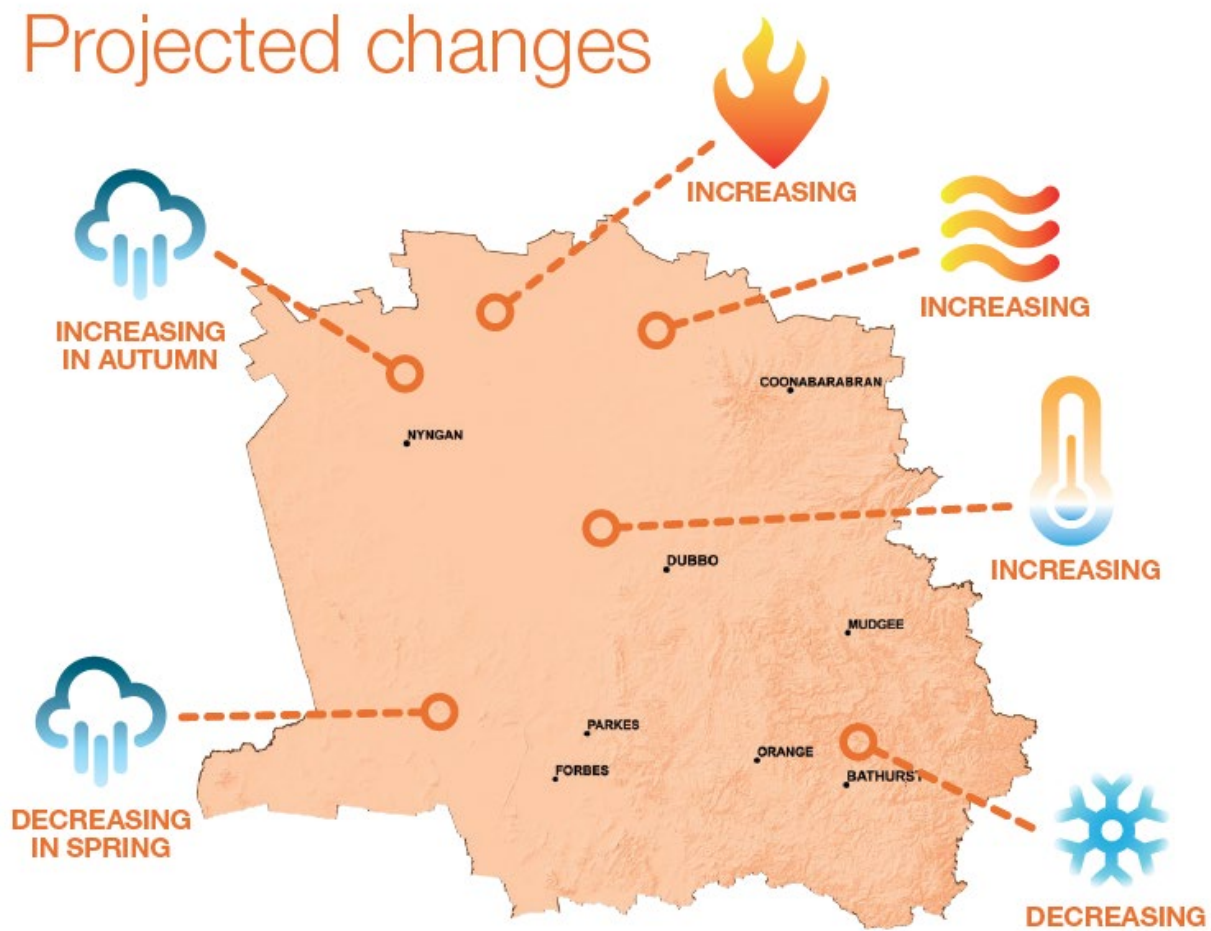 Projected changes
INCREASING
INCREASING
IN AUTUMN
INCREASING
COONABARABRAN
NYNGAN
DUBBO
INCREASING
MUDGEE
PARKES
ORANGE
FORBES
BATHURST
DECREASING
IN SPRING
DECREASING